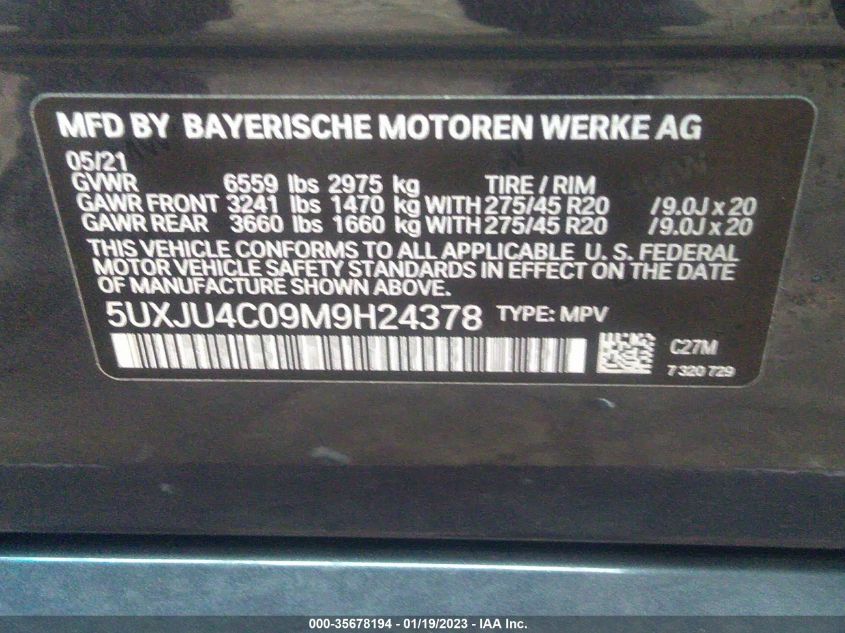 MFD BY BAYERISCHE MOTOREN WERKE AG
05/21
GVWR 6559 lbs 2975 kg TIRE / RIM
GAWR FRONT 3241 lbs 1470 kg WITH 275/45 R20 / 9.0J x 20
GAWR REAR 3660 lbs 1660 kg WITH 275/45 R20 / 9.0J x 20
THIS VEHICLE CONFORMS TO ALL APPLICABLE U. S. FEDERAL
MOTOR VEHICLE SAFETY STANDARDS IN EFFECT ON THE DATE
OF MANUFACTURE SHOWN ABOVE.
5UXJU4C09M9H24378 TYPE: MPV
C27M
7 320 729
000-35678194 - 01/19/2023 - IAA Inc.